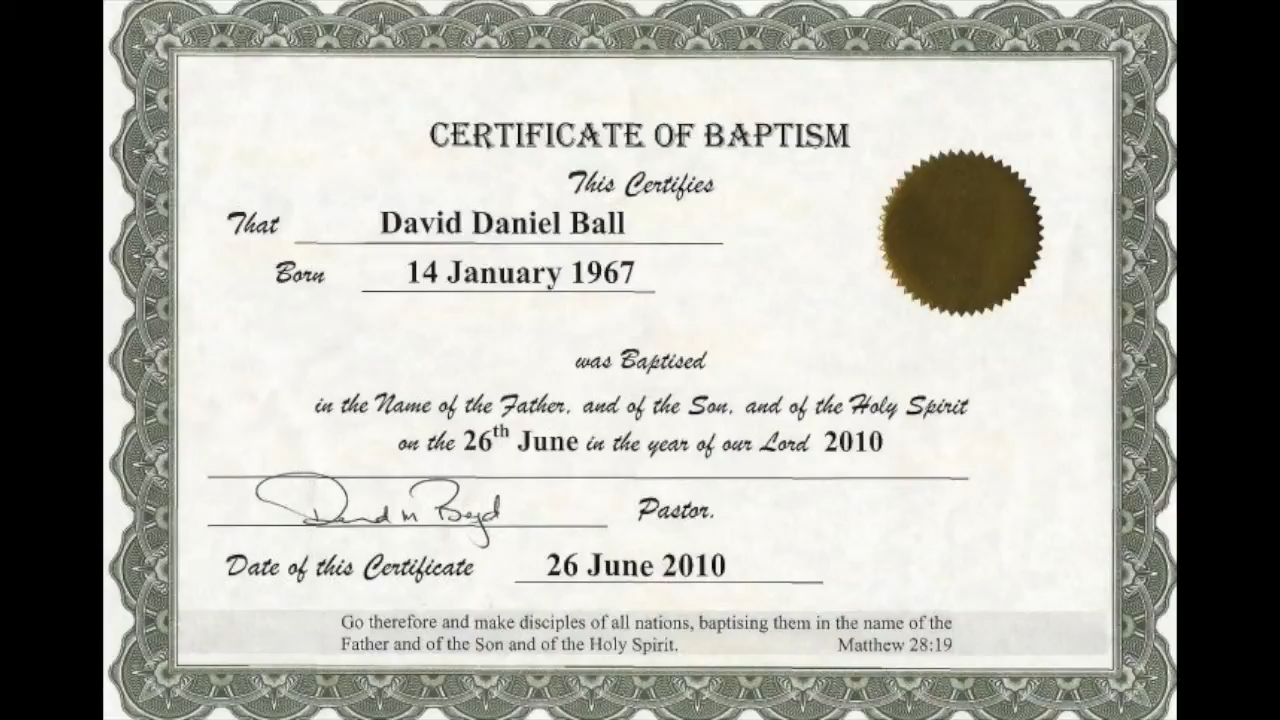 CERTIFICATE OF BAPTISM
This Certifies
That David Daniel Ball
Born 14 January 1967
was Baptised
in the Name of the Father, and of the Son, and of the Holy Spirit
on the 26th June in the year of our Lord 2010
Pastor.
Date of this Certificate 26 June 2010
Go therefore and make disciples of all nations, baptising them in the name of the
Father and of the Son and of the Holy Spirit. Matthew 28:19